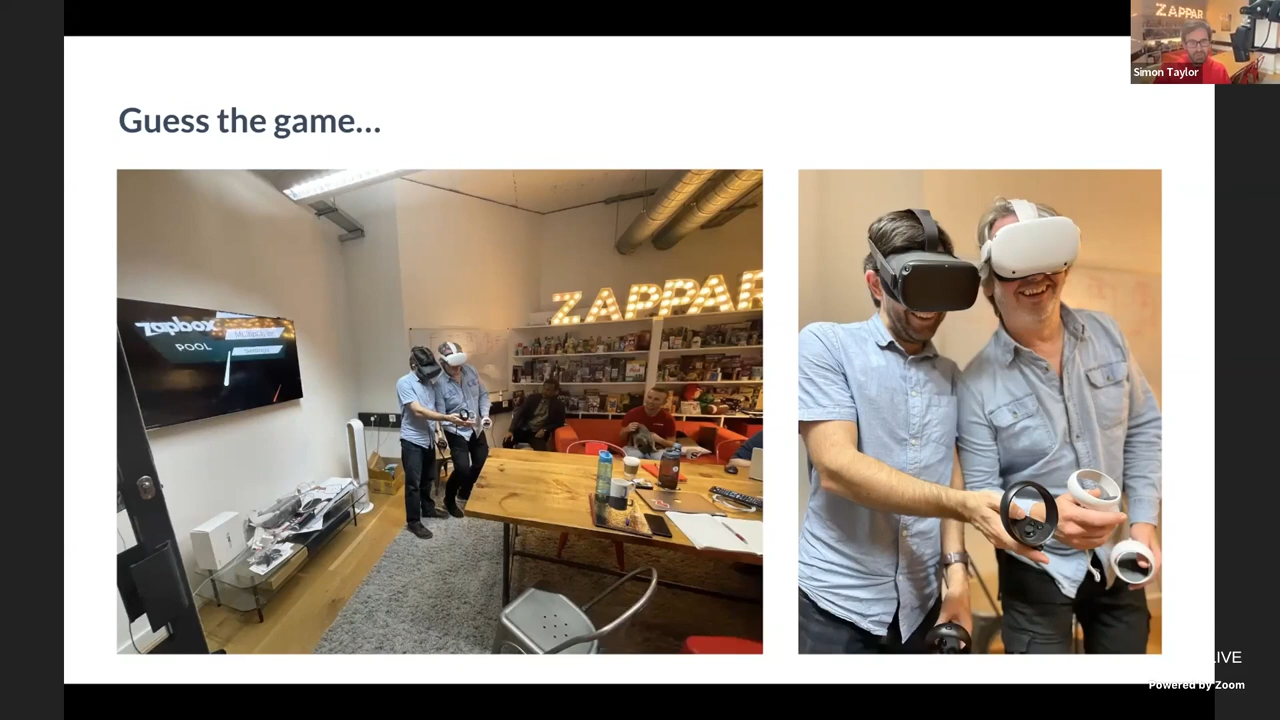 ZAPPAR
Simon Taylor
Guess the game...
ZAPPAR
zapbox
POOL
LIVE
Powered by Zoom